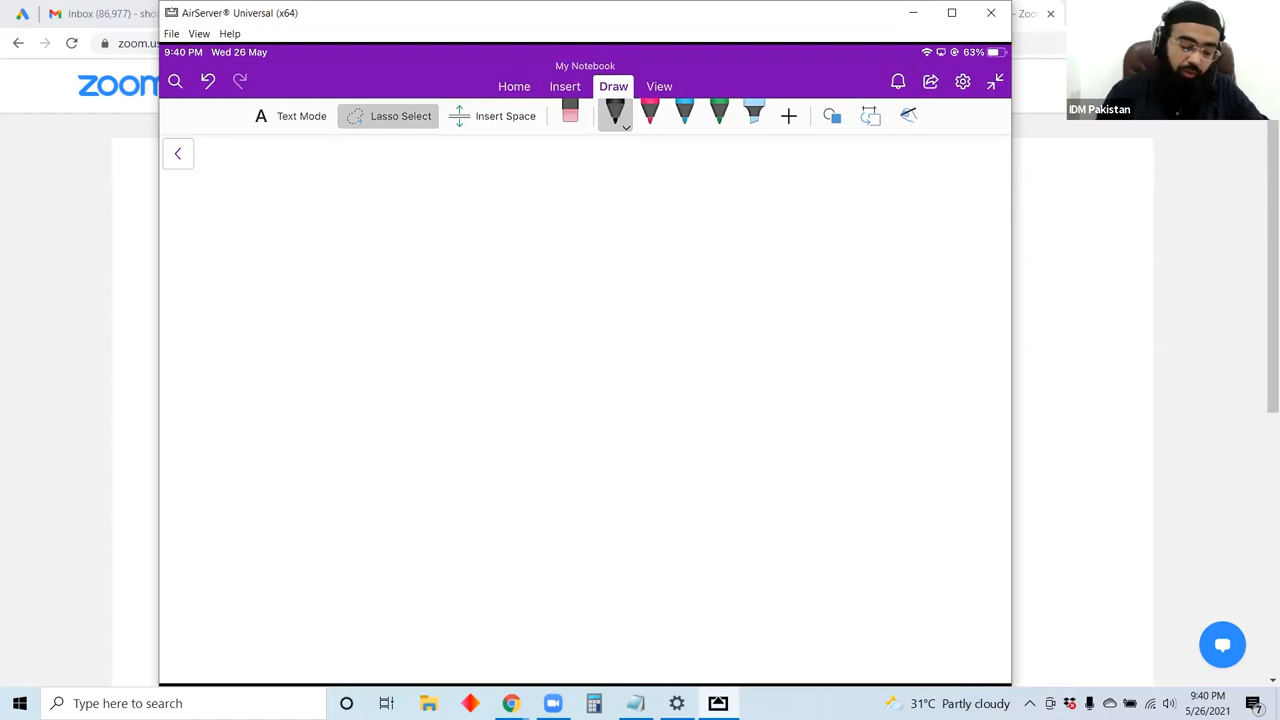 Inbox (86,977) - sho
AirServer® Universal (x64)
Zoo
zoom.u
File View Help
9:40 PM Wed 26 May
63%
My Notebook
zoom
Home Insert Draw View
IDM Pakistan
A Text Mode Lasso Select Insert Space
Type here to search
31°C Partly cloudy
9:40 PM
5/26/2021
7